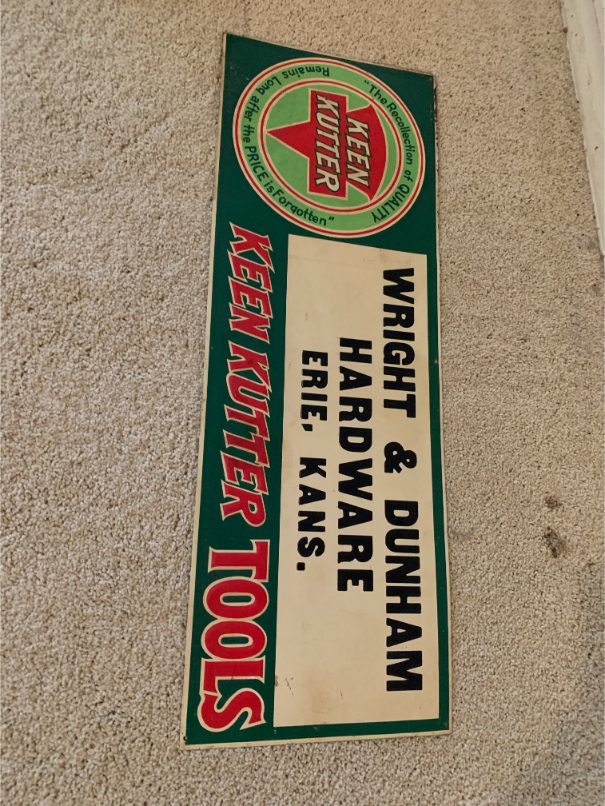 "The Recollection of QUALITY
Remains Long after the PRICE is Forgotten"
KEEN
KUTTER
WRIGHT & DUNHAM
HARDWARE
ERIE, KANS.
KEEN KUTTER TOOLS